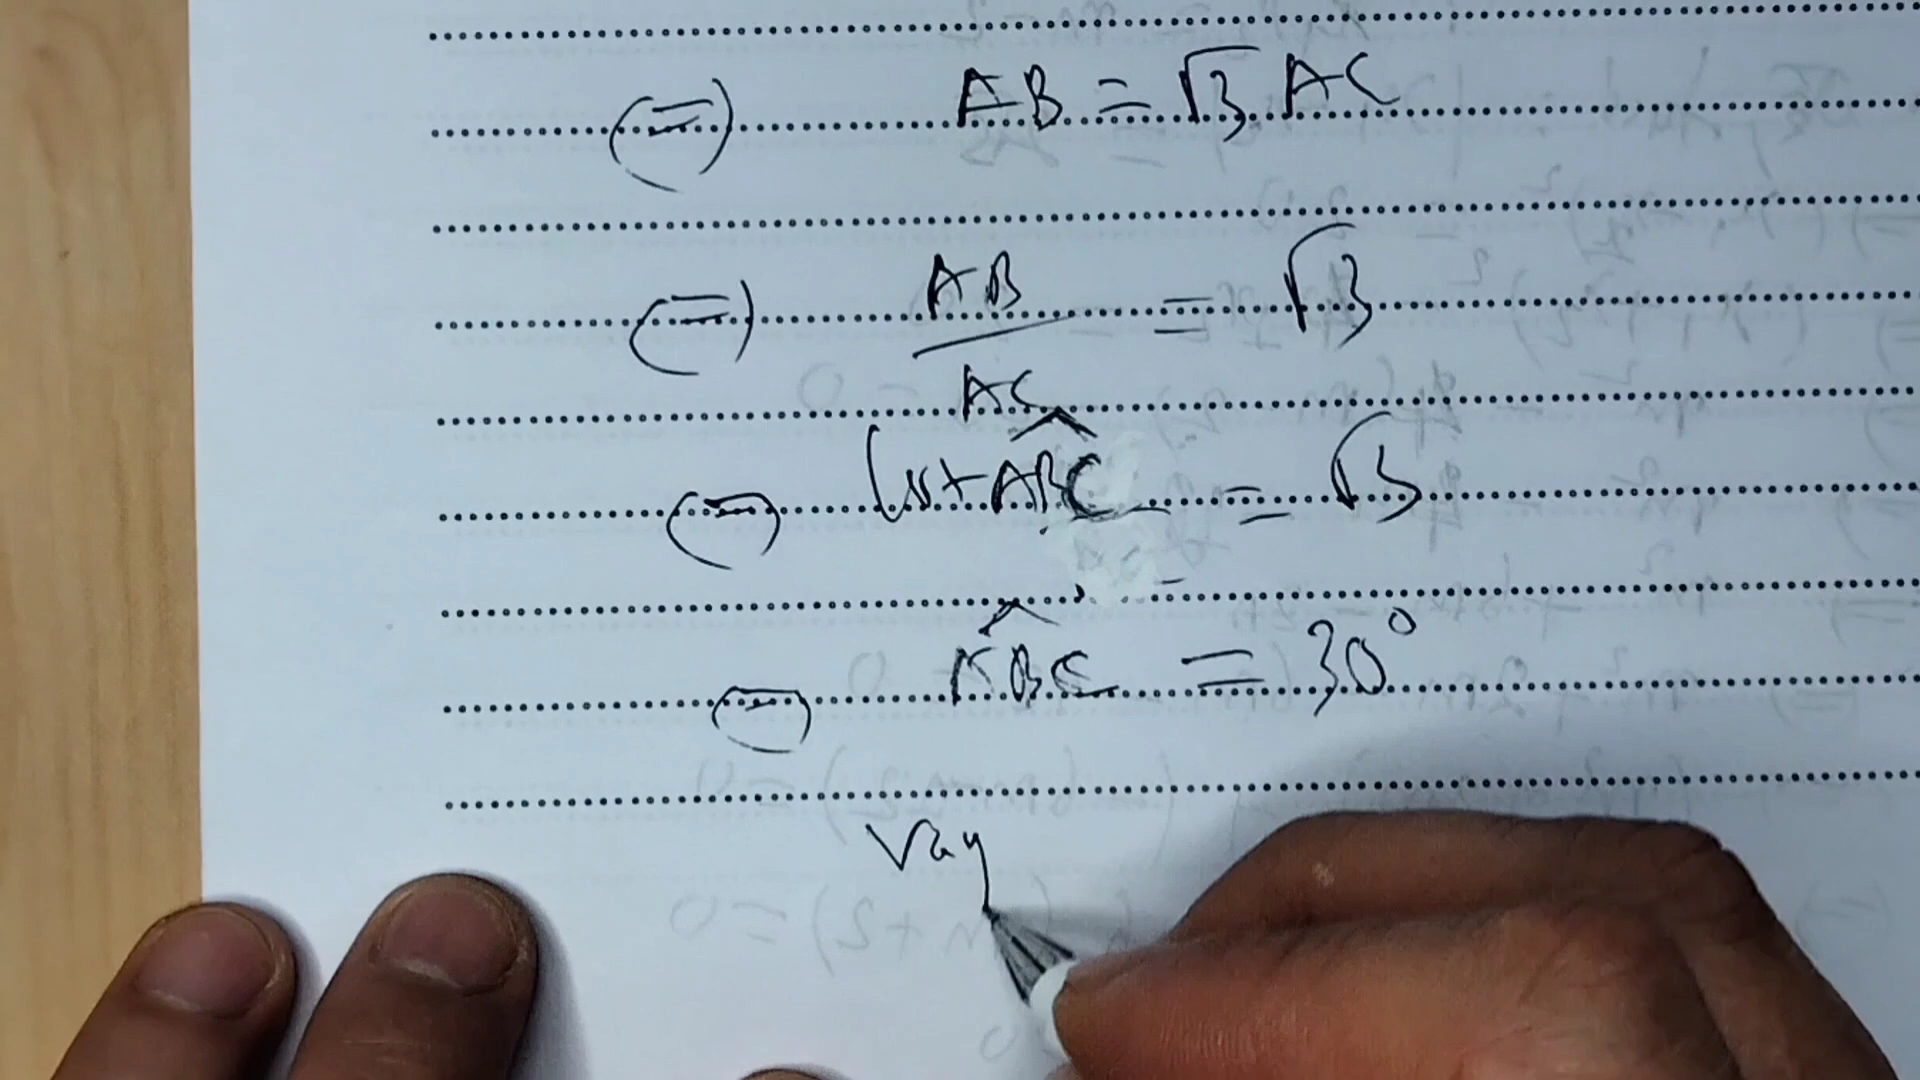 ⇔ AB = √3 AC
⇔ AB / AC = √3
⇔ Cot ABC = √3
⇔ ABC = 30°
Vậy